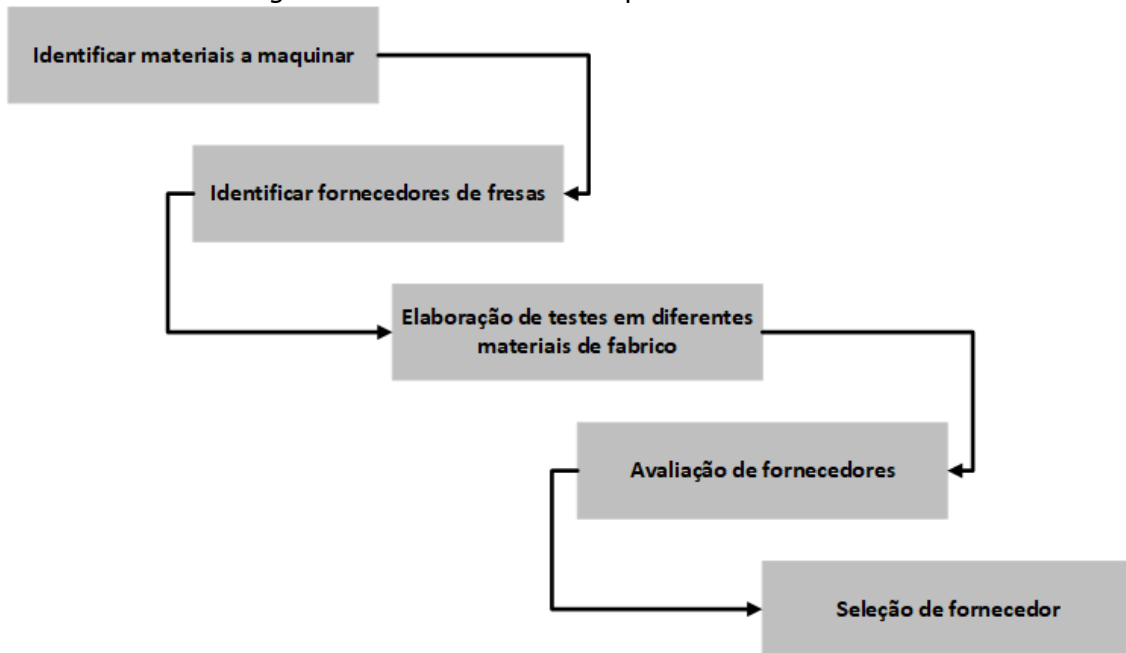 Identificar materiais a maquinar
Identificar fornecedores de fresas
Elaboração de testes em diferentes
materiais de fabrico
Avaliação de fornecedores
Seleção de fornecedor